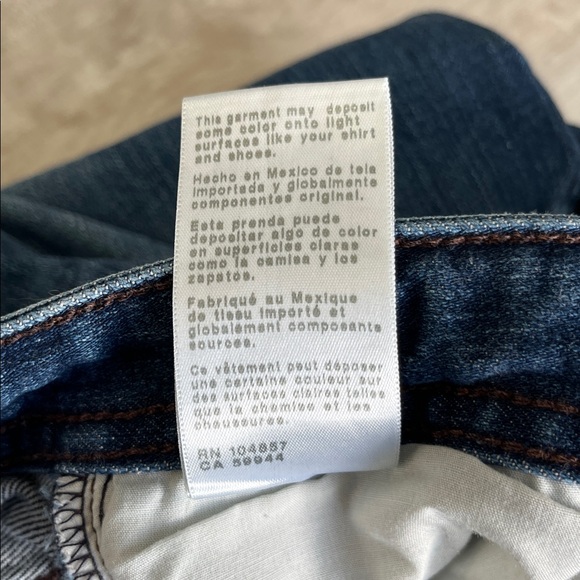 This garment may deposit
some color onto light
surfaces like your shirt
and shoes.
Hecho en Mexico de tela
importada y globalmente
componentes original.
Esta prenda puede
depositar algo de color
en superficies claras
como la camisa y los
zapatos.
Fabriqué au Mexique
de tissu importé et
globalement composants
sources.
Ce vêtement peut déposer
une certaine couleur sur
des surfaces claires telles
que la chemise et les
chaussures.
RN 104857
CA 59944